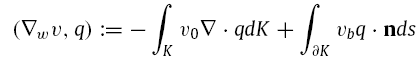 (∇_w v, q) := − ∫_K v_0 ∇ · q dK + ∫_{∂K} v_b q · **n** ds